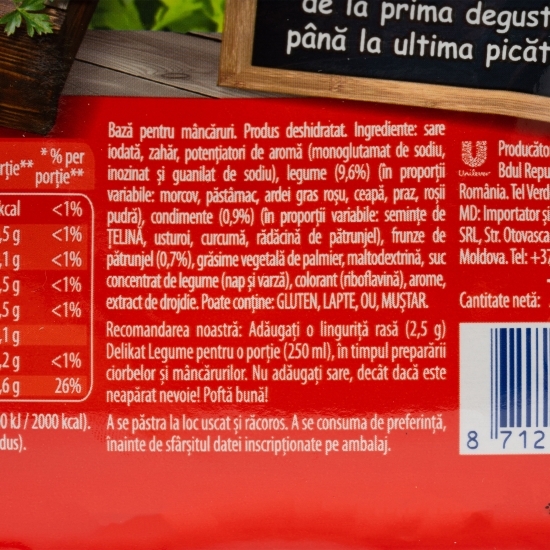 de la prima degust
până la ultima picăt
* % per
rție** porție**
kcal <1%
,5 g <1%
,1 g <1%
,5 g <1%
,5 g <1%
,1 g
,2 g <1%
,6 g 26%
0 kJ / 2000 kcal).
dus).
Bază pentru mâncăruri. Produs deshidratat. Ingrediente: sare
iodată, zahăr, potențiatori de aromă (monoglutamat de sodiu,
inozinat și guanilat de sodiu), legume (9,6%) (în proporții
variabile: morcov, păstârnac, ardei gras roșu, ceapă, praz, roșii
pudră), condimente (0,9%) (în proporții variabile: semințe de
ȚELINĂ, usturoi, curcumă, rădăcină de pătrunjel), frunze de
pătrunjel (0,7%), grăsime vegetală de palmier, maltodextrină, suc
concentrat de legume (nap și varză), colorant (riboflavină), arome,
extract de drojdie. Poate conține: GLUTEN, LAPTE, OU, MUȘTAR.
Recomandarea noastră: Adăugați o linguriță rasă (2,5 g)
Delikat Legume pentru o porție (250 ml), în timpul preparării
ciorbelor și mâncărurilor. Nu adăugați sare, decât dacă este
neapărat nevoie! Poftă bună!
A se păstra la loc uscat și răcoros. A se consuma de preferință,
înainte de sfârșitul datei inscripționate pe ambalaj.
Unilever
Producăto
Bdul Repu
România. Tel Verd
MD: Importator și
SRL, Str. Otovasca
Moldova. Tel: +37
Cantitate netă:
8 712